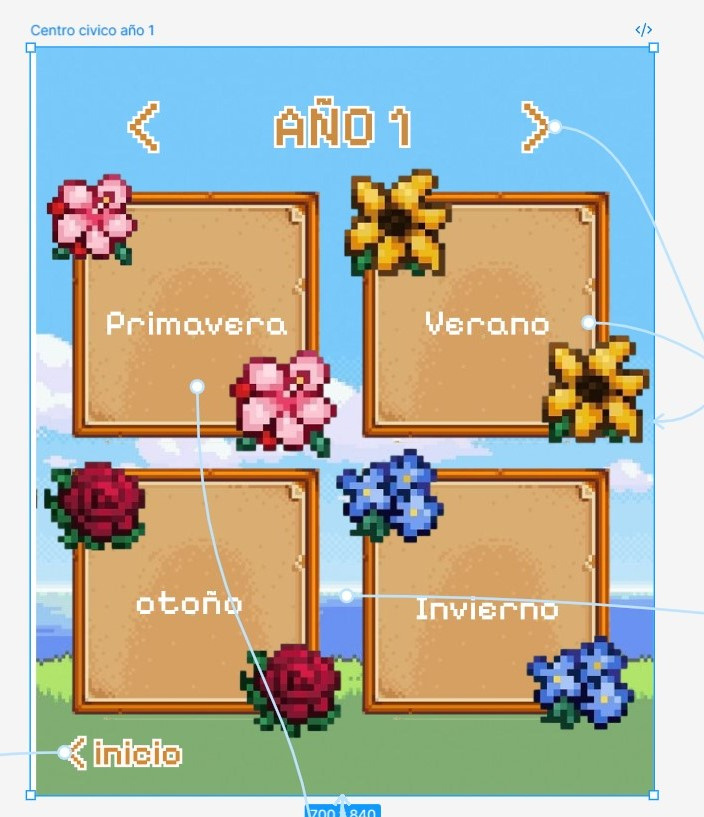 Centro civico año 1
</>
< AÑO 1 >
Primavera Verano
otoño Invierno
< inicio
700 840